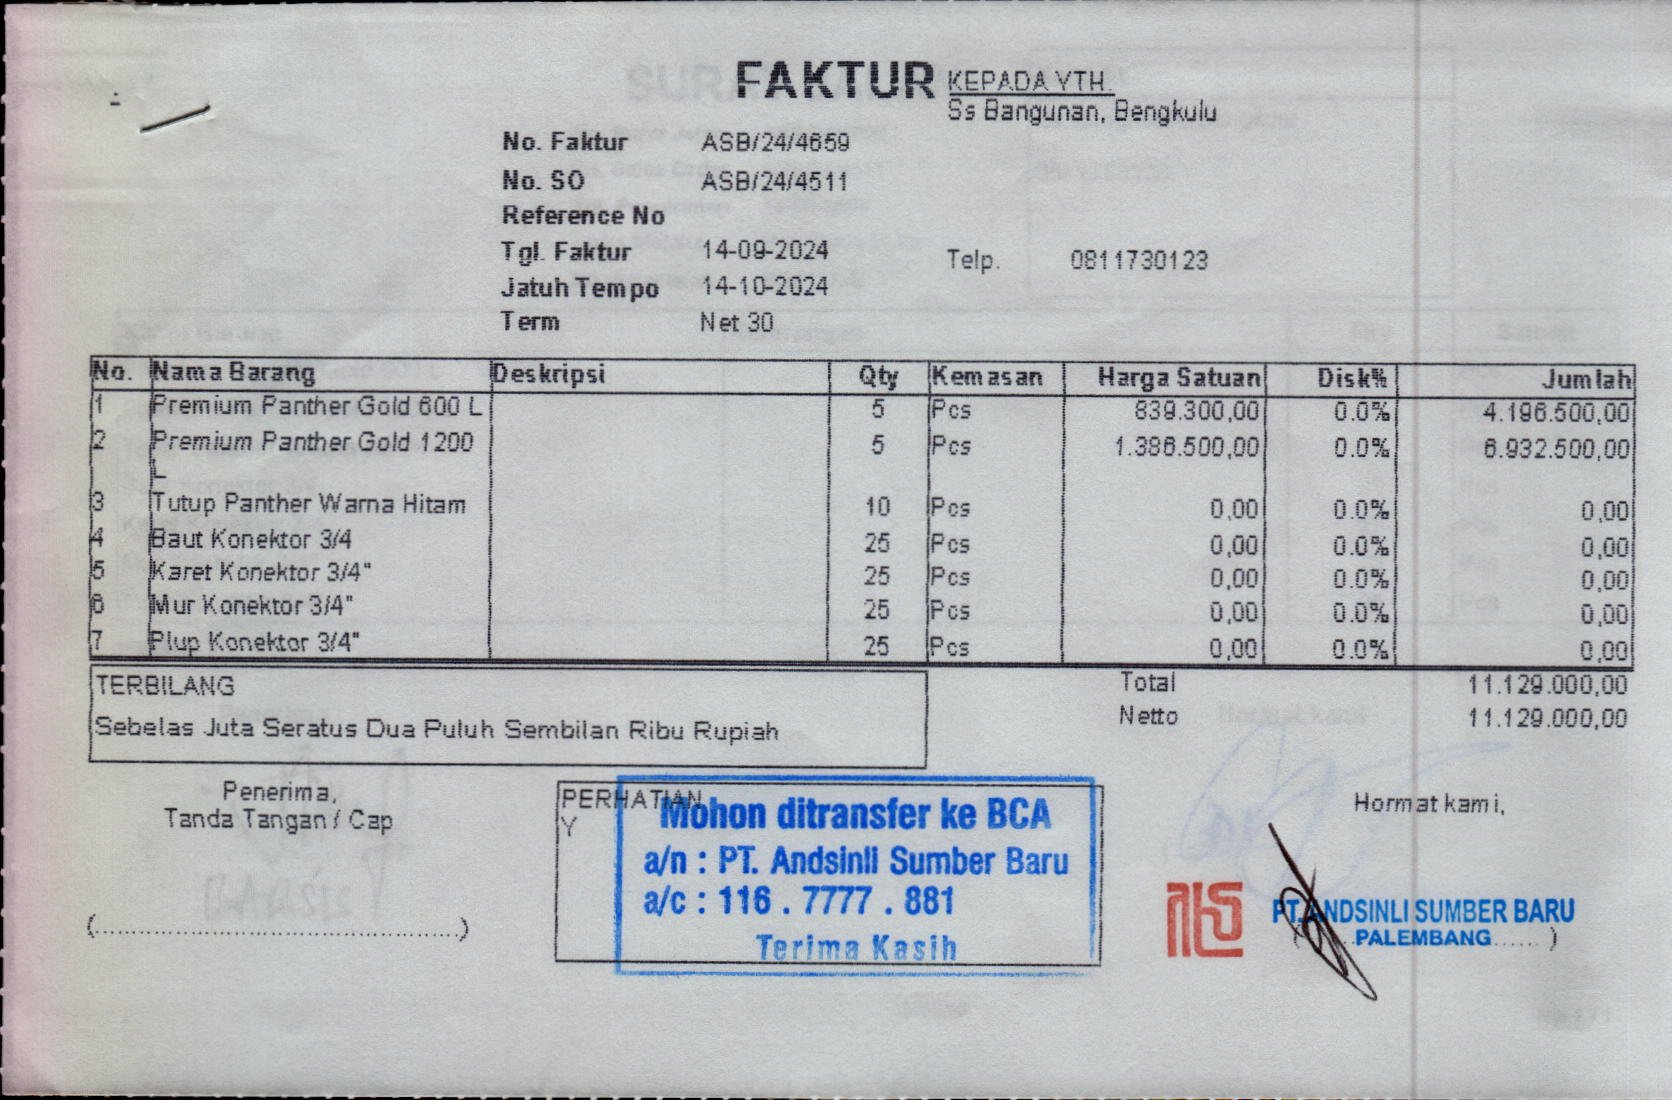 FAKTUR
KEPADA YTH.
Ss Bangunan, Bengkulu
No. Faktur ASB/24/4659
No. SO ASB/24/4511
Reference No
Tgl. Faktur 14-09-2024
Telp. 0811730123
Jatuh Tempo 14-10-2024
Term Net 30
No. Nama Barang Deskripsi Qty Kemasan Harga Satuan Disk% Jumlah
1 Premium Panther Gold 600 L 5 Pcs 839.300,00 0.0% 4.196.500,00
2 Premium Panther Gold 1200 5 Pcs 1.386.500,00 0.0% 6.932.500,00
L
3 Tutup Panther Warna Hitam 10 Pcs 0,00 0.0% 0,00
4 Baut Konektor 3/4 25 Pcs 0,00 0.0% 0,00
5 Karet Konektor 3/4" 25 Pcs 0,00 0.0% 0,00
6 Mur Konektor 3/4" 25 Pcs 0,00 0.0% 0,00
7 Plup Konektor 3/4" 25 Pcs 0,00 0.0% 0,00
TERBILANG
Sebelas Juta Seratus Dua Puluh Sembilan Ribu Rupiah
Total 11.129.000,00
Netto 11.129.000,00
Penerima,
Tanda Tangan / Cap
(............................................)
PERHATIAN
Y
Mohon ditransfer ke BCA
a/n : PT. Andsinli Sumber Baru
a/c : 116 . 7777 . 881
Terima Kasih
Hormat kami,
PT. ANDSINLI SUMBER BARU
PALEMBANG